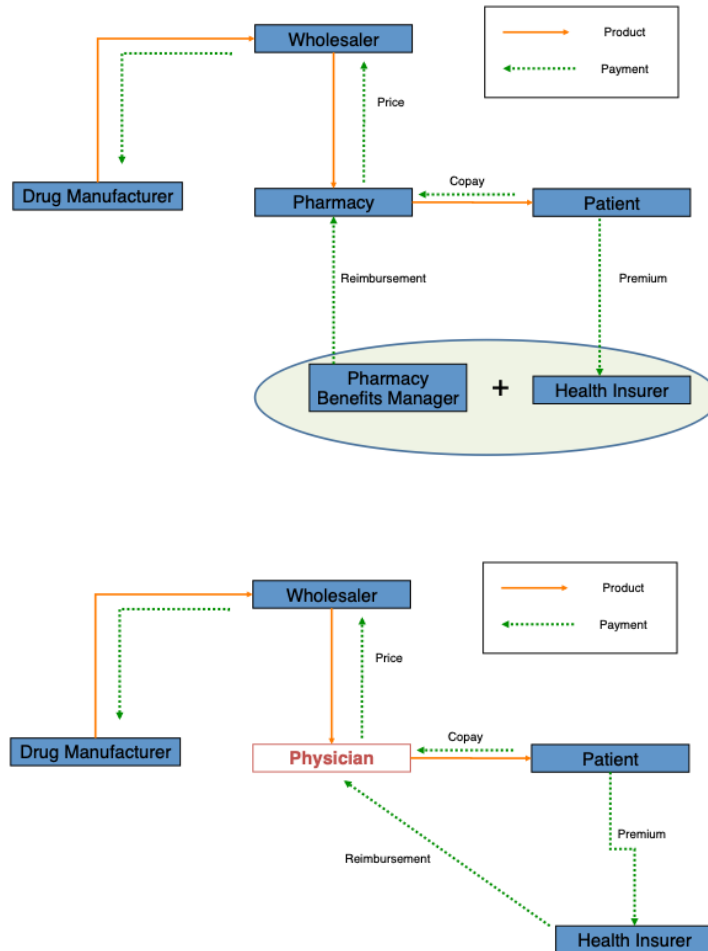 Wholesaler
Product
Payment
Price
Drug Manufacturer
Copay
Pharmacy
Patient
Reimbursement
Premium
Pharmacy
Benefits Manager
+
Health Insurer
Wholesaler
Product
Payment
Price
Copay
Drug Manufacturer
Physician
Patient
Premium
Reimbursement
Health Insurer